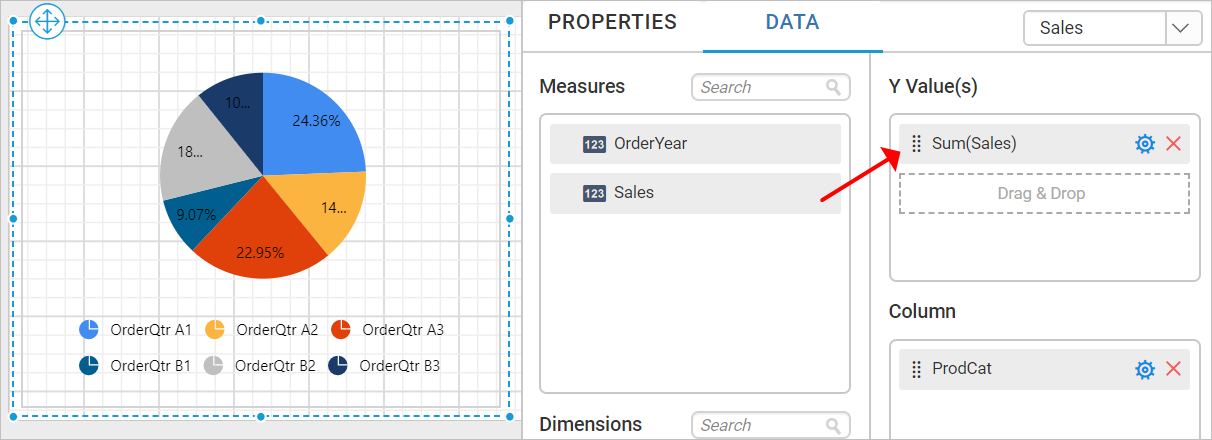 PROPERTIES
DATA
Sales
Measures
Search
123 OrderYear
123 Sales
Dimensions
Search
Y Value(s)
Sum(Sales)
Drag & Drop
Column
ProdCat
24.36%
14...
22.95%
9.07%
18...
10...
OrderQtr A1
OrderQtr A2
OrderQtr A3
OrderQtr B1
OrderQtr B2
OrderQtr B3